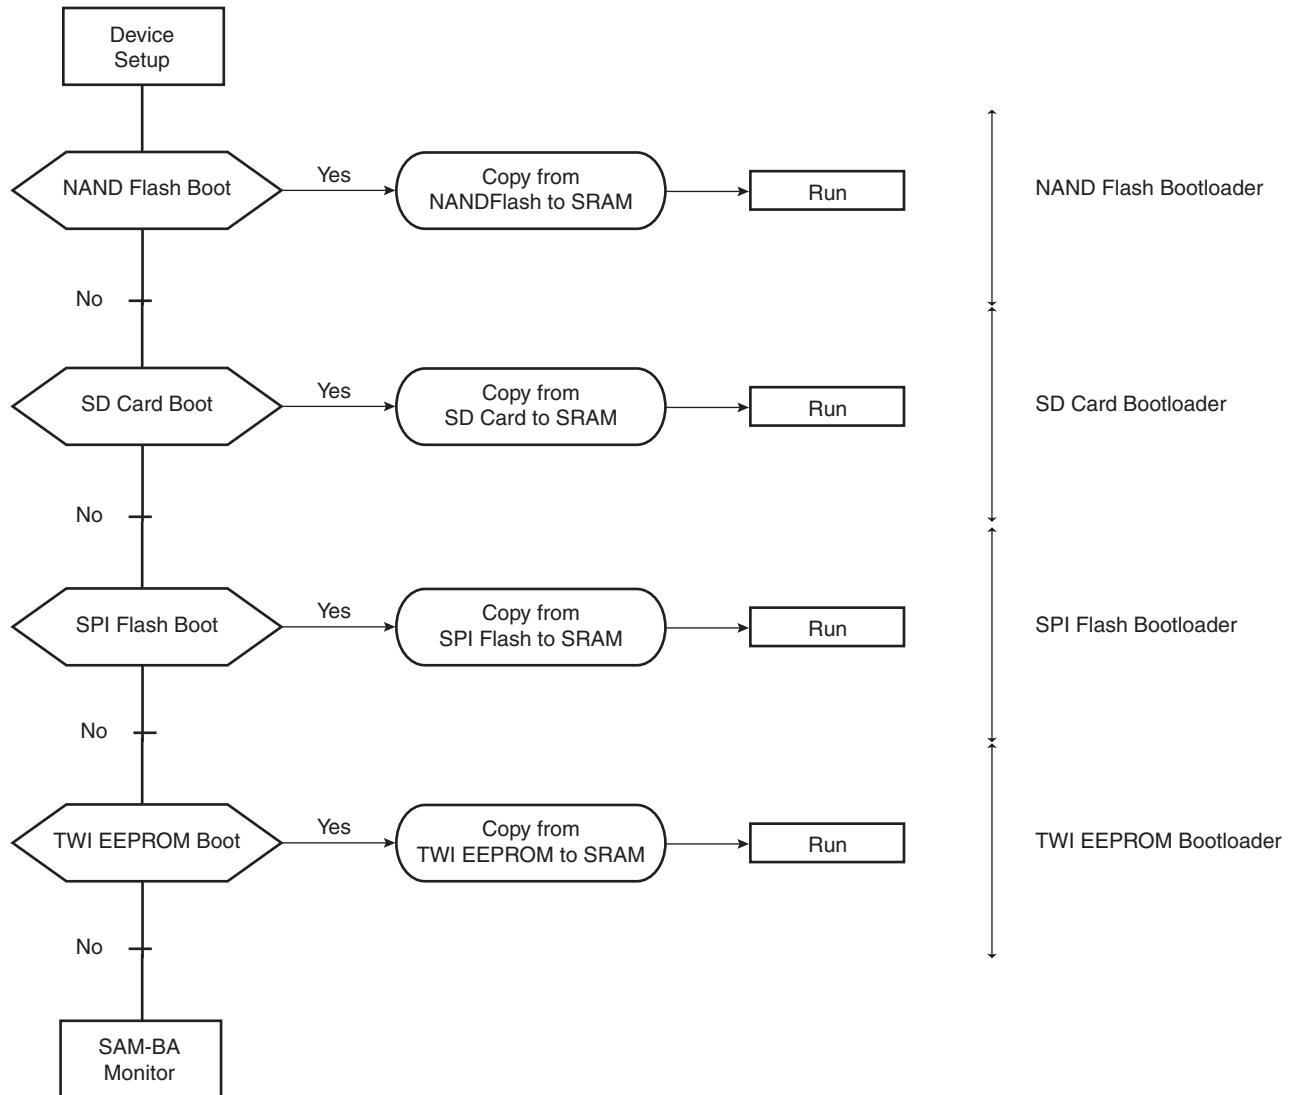 Device
Setup
NAND Flash Boot
Yes
Copy from
NANDFlash to SRAM
Run
NAND Flash Bootloader
No
SD Card Boot
Yes
Copy from
SD Card to SRAM
Run
SD Card Bootloader
No
SPI Flash Boot
Yes
Copy from
SPI Flash to SRAM
Run
SPI Flash Bootloader
No
TWI EEPROM Boot
Yes
Copy from
TWI EEPROM to SRAM
Run
TWI EEPROM Bootloader
No
SAM-BA
Monitor